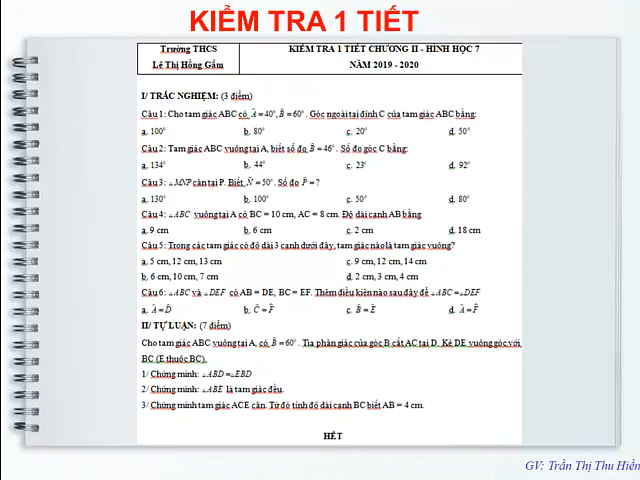 KIỂM TRA 1 TIẾT
Trường THCS
Lê Thị Hồng Gấm
KIỂM TRA 1 TIẾT CHƯƠNG II - HÌNH HỌC 7
NĂM 2019 - 2020
I/ TRẮC NGHIỆM: (3 điểm)
Câu 1: Cho tam giác ABC có Â = 40°, B̂ = 60°. Góc ngoài tại đỉnh C của tam giác ABC bằng:
a. 100° b. 80° c. 20° d. 50°
Câu 2: Tam giác ABC vuông tại A, biết số đo B̂ = 46°. Số đo góc C bằng:
a. 134° b. 44° c. 23° d. 92°
Câu 3: △MNP cân tại P. Biết N̂ = 50°. Số đo P̂ = ?
a. 130° b. 100° c. 50° d. 80°
Câu 4: △ABC vuông tại A có BC = 10 cm, AC = 8 cm. Độ dài cạnh AB bằng
a. 9 cm b. 6 cm c. 2 cm d. 18 cm
Câu 5: Trong các tam giác có độ dài 3 cạnh dưới đây, tam giác nào là tam giác vuông?
a. 5 cm, 12 cm, 13 cm c. 9 cm, 12 cm, 14 cm
b. 6 cm, 10 cm, 7 cm d. 2 cm, 3 cm, 4 cm
Câu 6: △ABC và △DEF có AB = DE, BC = EF. Thêm điều kiện nào sau đây để △ABC = △DEF
a. Â = D̂ b. Ĉ = F̂ c. B̂ = Ê d. Â = F̂
II/ TỰ LUẬN: (7 điểm)
Cho tam giác ABC vuông tại A, có B̂ = 60°. Tia phân giác của góc B cắt AC tại D. Kẻ DE vuông góc với
BC (E thuộc BC).
1/ Chứng minh: △ABD = △EBD
2/ Chứng minh: △ABE là tam giác đều.
3/ Chứng minh tam giác ACE cân. Từ đó tính độ dài cạnh BC biết AB = 4 cm.
HẾT
GV: Trần Thị Thu Hiền